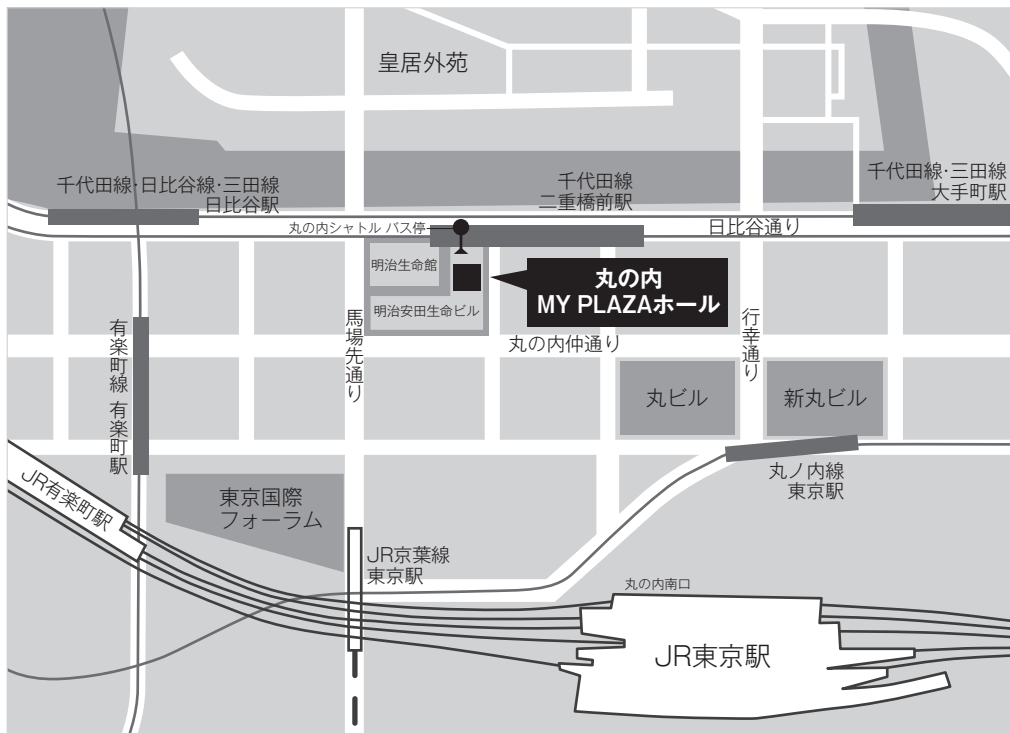 皇居外苑
千代田線・日比谷線・三田線
日比谷駅
千代田線
二重橋前駅
千代田線・三田線
大手町駅
丸の内シャトル バス停
日比谷通り
明治生命館
明治安田生命ビル
丸の内
MY PLAZAホール
馬場先通り
丸の内仲通り
行幸通り
有楽町線 有楽町駅
丸ビル
新丸ビル
丸ノ内線
東京駅
JR有楽町駅
東京国際
フォーラム
JR京葉線
東京駅
丸の内南口
JR東京駅